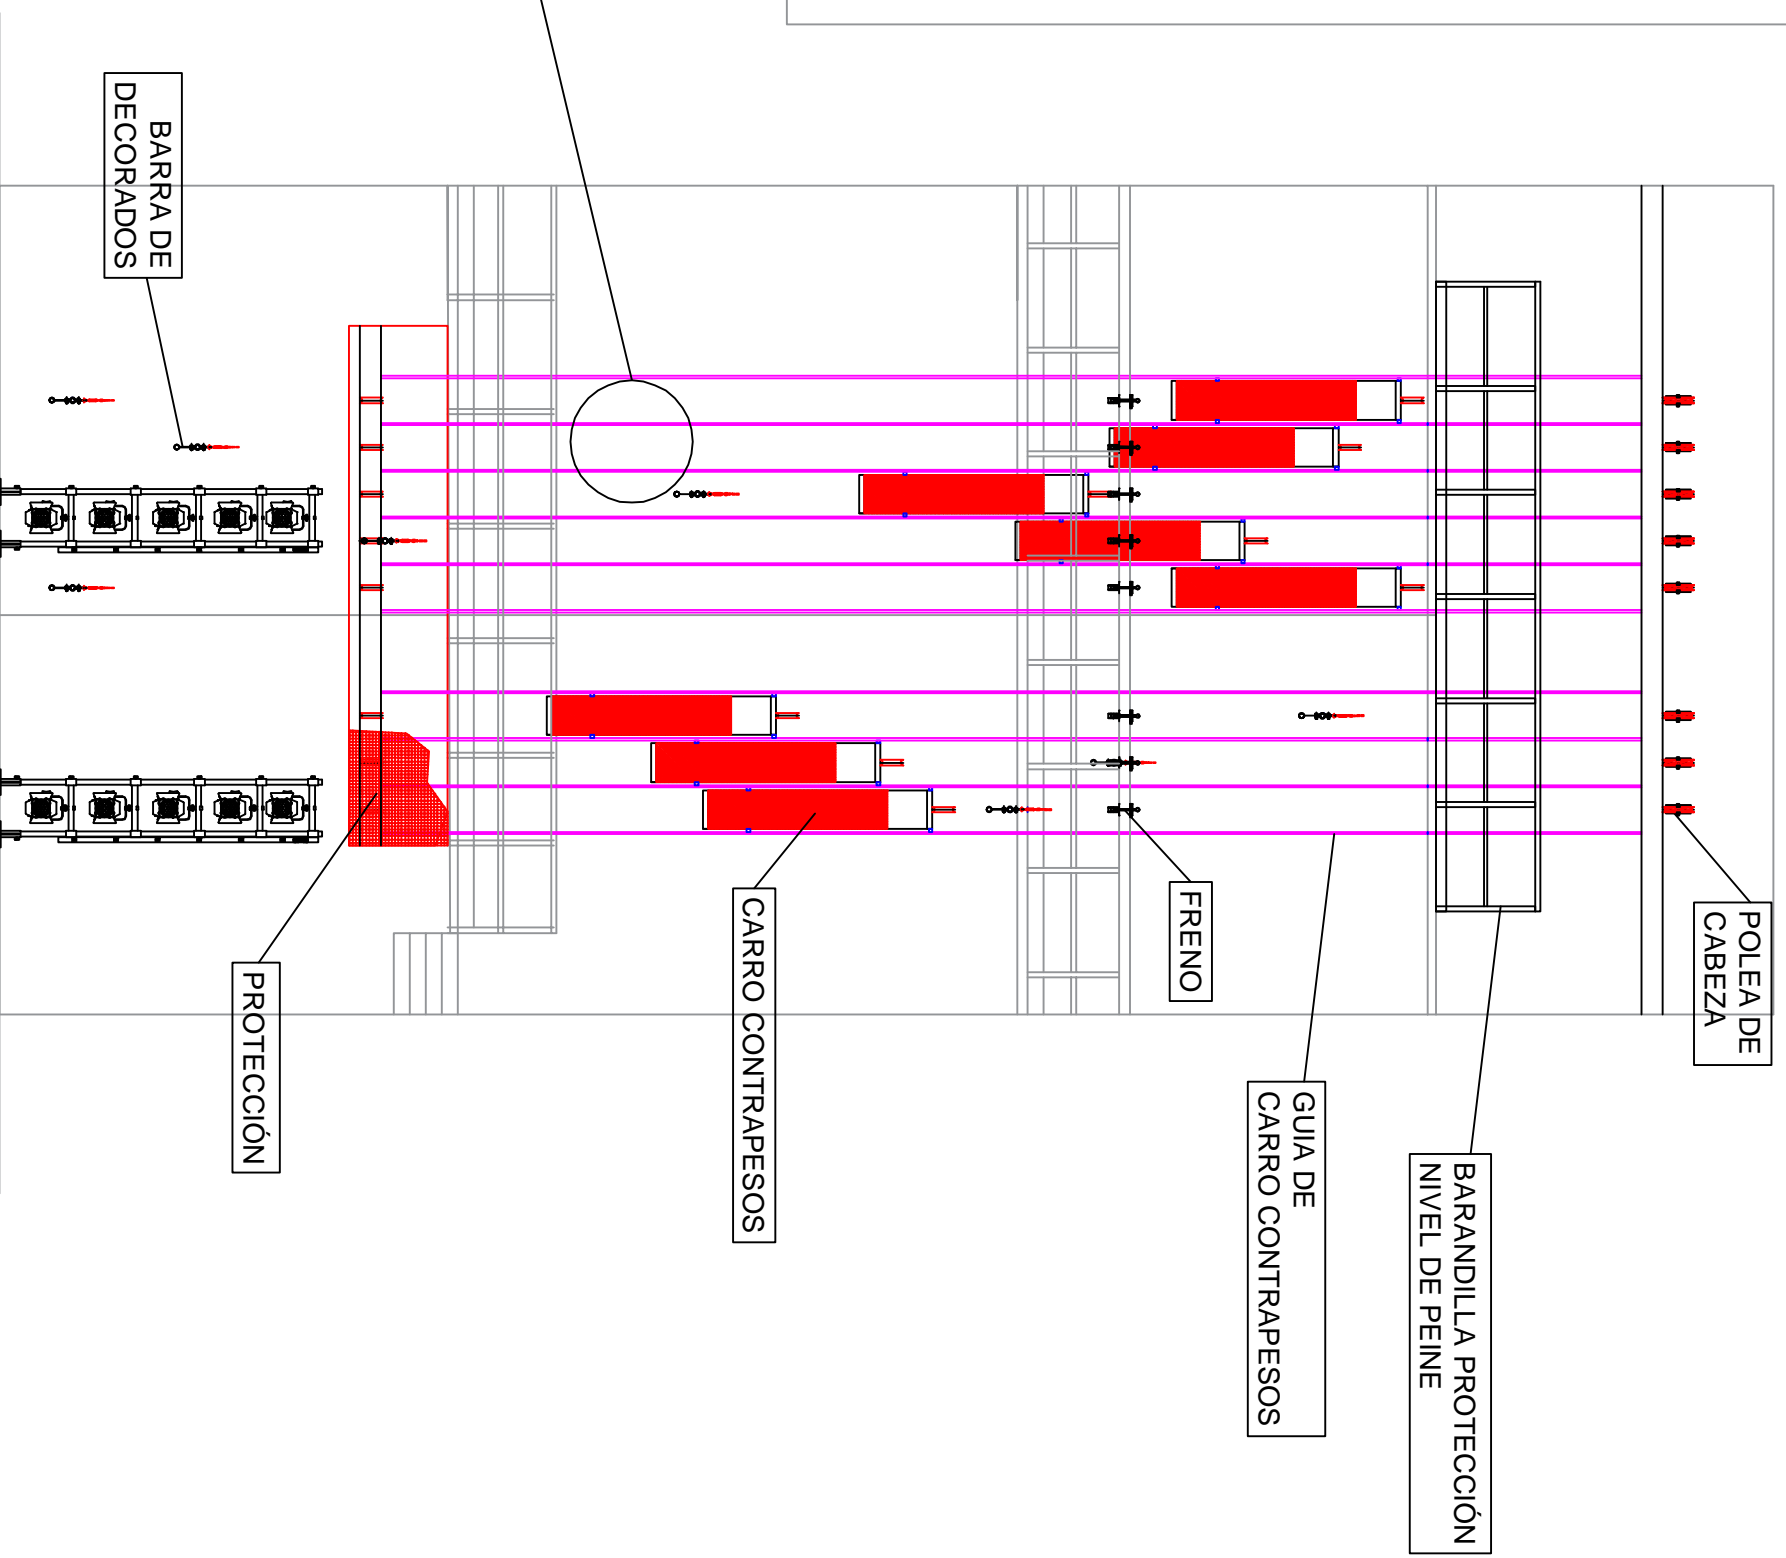 BARRA DE
DECORADOS
PROTECCIÓN
CARRO CONTRAPESOS
FRENO
GUIA DE
CARRO CONTRAPESOS
BARANDILLA PROTECCIÓN
NIVEL DE PEINE
POLEA DE
CABEZA